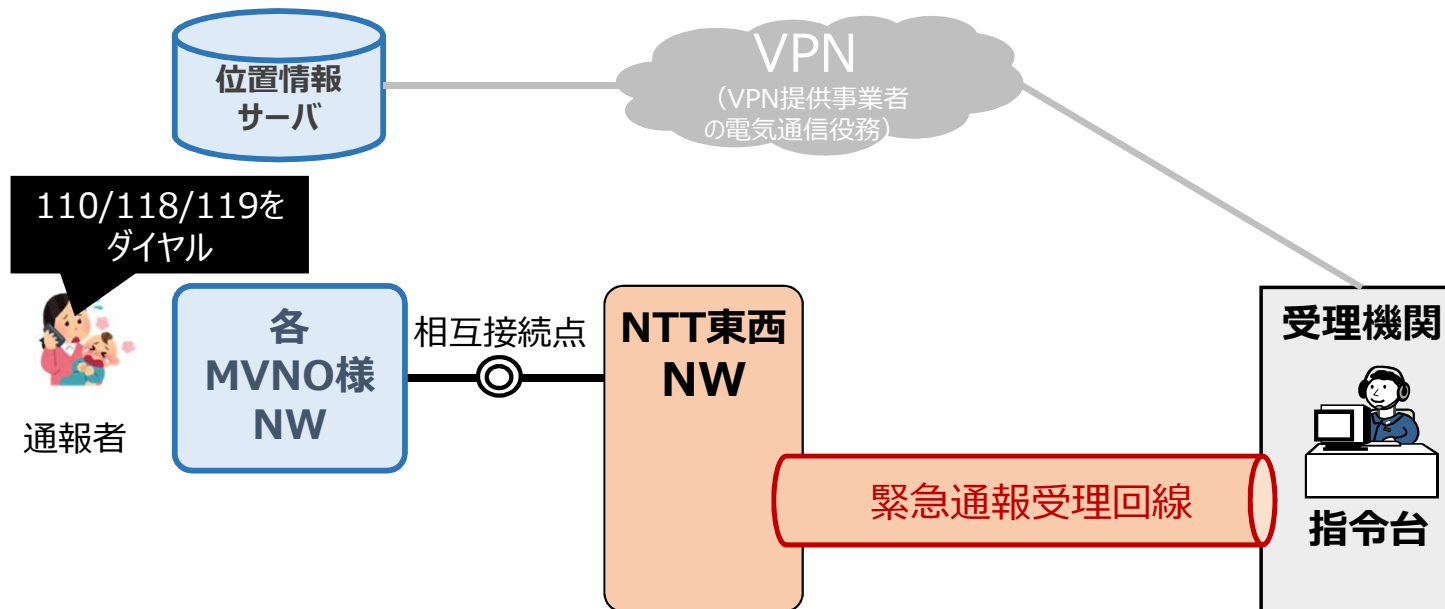 位置情報
サーバ
VPN
（VPN提供事業者
の電気通信役務）
110/118/119を
ダイヤル
通報者
各
MVNO様
NW
相互接続点
NTT東西
NW
緊急通報受理回線
受理機関
指令台